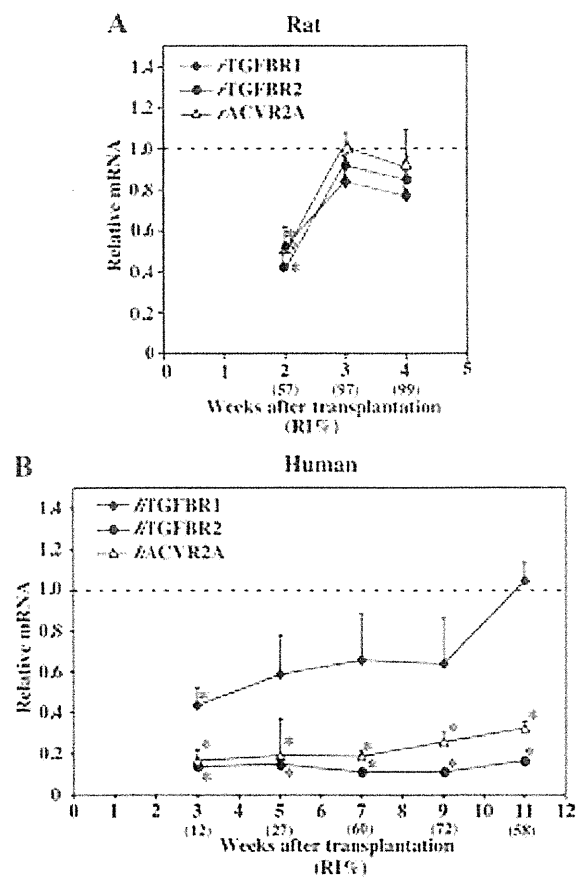 A
Rat
rTGFBR1
rTGFBR2
rACVR2A
Relative mRNA
1.4
1.2
1.0
0.8
0.6
0.4
0.2
0
0 1 2 3 4 5
(57) (97) (99)
Weeks after transplantation
(RI%)
B
Human
hTGFBR1
hTGFBR2
hACVR2A
Relative mRNA
1.4
1.2
1.0
0.8
0.6
0.4
0.2
0
0 1 2 3 4 5 6 7 8 9 10 11 12
(12) (27) (60) (72) (58)
Weeks after transplantation
(RI%)